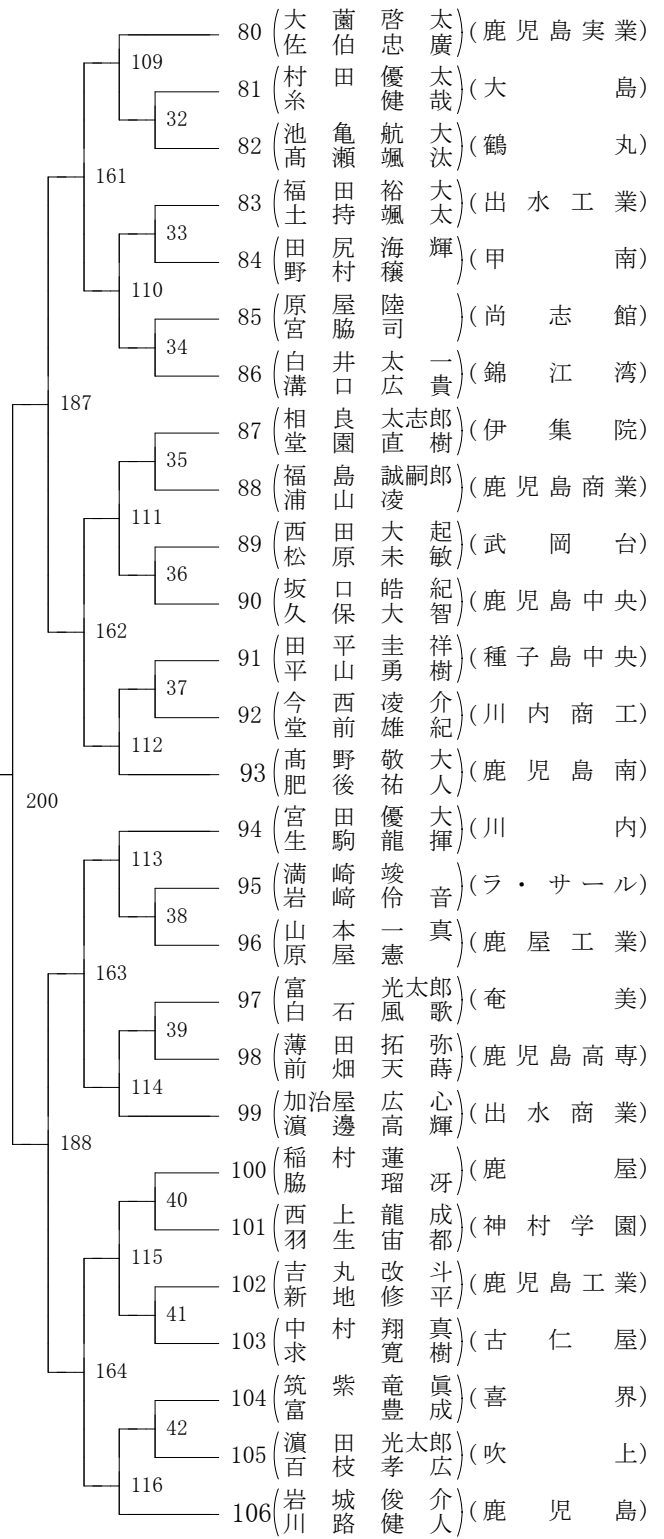 80 (大薗啓太 佐伯忠廣) (鹿児島実業)
109
81 (村田優太 糸健哉) (大島)
32
82 (池亀航大 髙瀬颯汰) (鶴丸)
161
83 (福田裕大 土持颯太) (出水工業)
33
84 (田尻海輝 野村穣) (甲南)
110
85 (原屋陸 宮脇司) (尚志館)
34
86 (白井太一 溝口広貴) (錦江湾)
187
87 (相良太志郎 堂園直樹) (伊集院)
35
88 (福島誠嗣郎 浦山凌) (鹿児島商業)
111
89 (西田大起 松原未敏) (武岡台)
36
90 (坂口皓紀 久保大智) (鹿児島中央)
162
91 (田平圭祥 平山勇樹) (種子島中央)
37
92 (今西凌介 堂前雄紀) (川内商工)
112
93 (髙野敬大 肥後祐人) (鹿児島南)
200
94 (宮田優大 生駒龍揮) (川内)
113
95 (満崎竣 岩﨑伶音) (ラ・サール)
38
96 (山本一真 原屋憲) (鹿屋工業)
163
97 (富光太郎 白石風歌) (奄美)
39
98 (薄田拓弥 前畑天蒔) (鹿児島高専)
114
99 (加治屋広心 濵邊高輝) (出水商業)
188
100 (稲村蓮 脇瑠冴) (鹿屋)
40
101 (西上龍成 羽生宙都) (神村学園)
115
102 (吉丸改斗 新地修平) (鹿児島工業)
41
103 (中村翔真 求寛樹) (古仁屋)
164
104 (筑紫竜眞 富豊成) (喜界)
42
105 (濵田光太郎 百枝孝広) (吹上)
116
106 (岩城俊介 川路健人) (鹿児島)